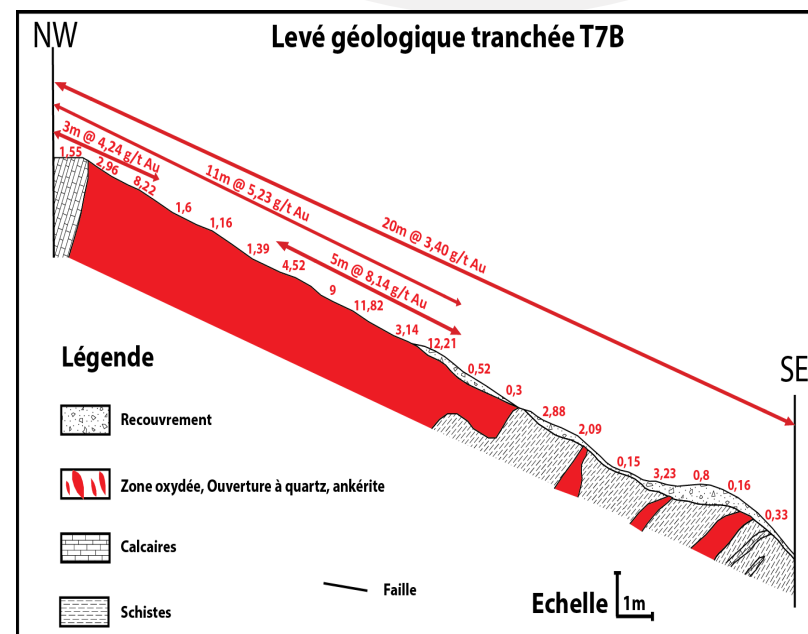 NW
Levé géologique tranchée T7B
3m @ 4,24 g/t Au
11m @ 5,23 g/t Au
20m @ 3,40 g/t Au
5m @ 8,14 g/t Au
1,55
2,96
8,22
1,6
1,16
1,39
4,52
9
11,82
3,14
12,21
0,52
0,3
2,88
2,09
0,15
3,23
0,8
0,16
0,33
SE
Légende
Recouvrement
Zone oxydée, Ouverture à quartz, ankérite
Calcaires
Schistes
Faille
Echelle 1m